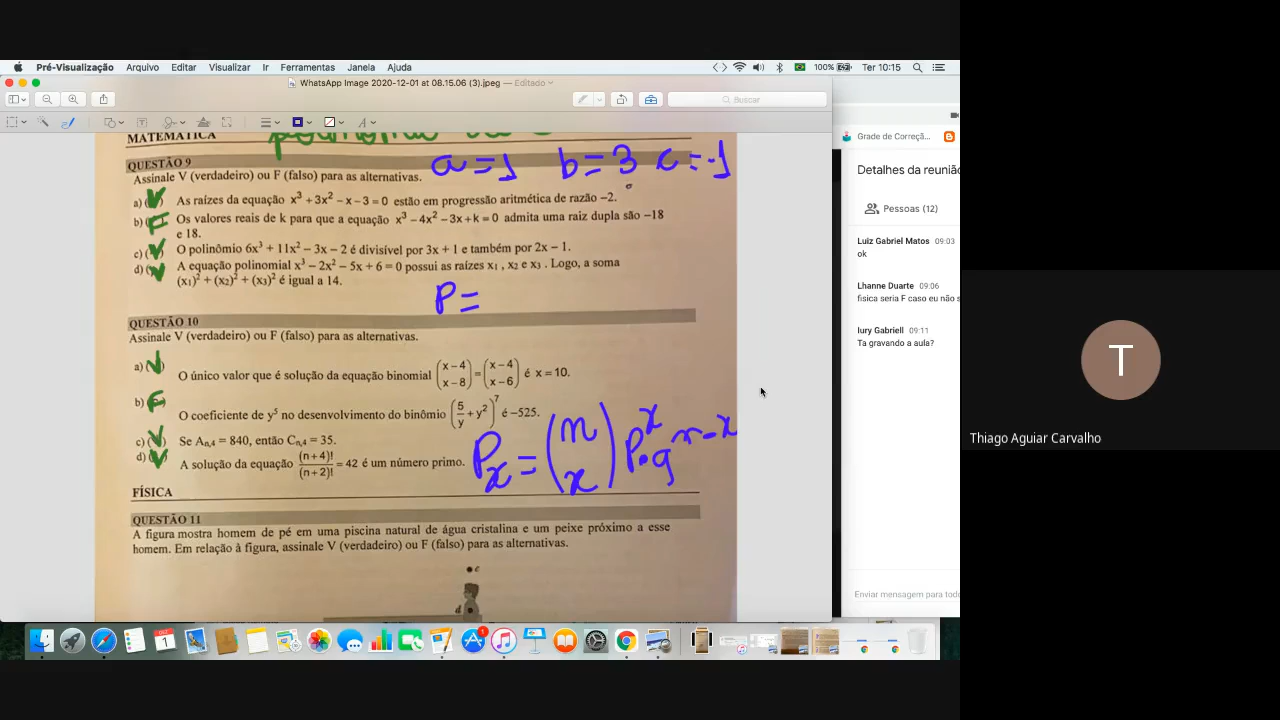 Pré-Visualização Arquivo Editar Visualizar Ir Ferramentas Janela Ajuda 100% Ter 10:15
WhatsApp Image 2020-12-01 at 08.15.06 (3).jpeg — Editado
Buscar
MATEMÁTICA
a = 1 b = 3 c = -1
QUESTÃO 9
Assinale V (verdadeiro) ou F (falso) para as alternativas.
a) (V) As raízes da equação x³ + 3x² – x – 3 = 0 estão em progressão aritmética de razão –2.
b) (F) Os valores reais de k para que a equação x³ – 4x² – 3x + k = 0 admita uma raiz dupla são –18
e 18.
c) (V) O polinômio 6x³ + 11x² – 3x – 2 é divisível por 3x + 1 e também por 2x – 1.
d) (V) A equação polinomial x³ – 2x² – 5x + 6 = 0 possui as raízes x₁ , x₂ e x₃ . Logo, a soma
(x₁)² + (x₂)² + (x₃)² é igual a 14.
P =
QUESTÃO 10
Assinale V (verdadeiro) ou F (falso) para as alternativas.
a) (V) O único valor que é solução da equação binomial (x – 4 / x – 8) = (x – 4 / x – 6) é x = 10.
b) (F) O coeficiente de y⁵ no desenvolvimento do binômio (5/y + y²)⁷ é –525.
c) (V) Se Aₙ,₄ = 840, então Cₙ,₄ = 35.
d) (V) A solução da equação (n + 4)!/(n + 2)! = 42 é um número primo.
Px = (n / x) P^x . q^n-x
FÍSICA
QUESTÃO 11
A figura mostra homem de pé em uma piscina natural de água cristalina e um peixe próximo a esse
homem. Em relação à figura, assinale V (verdadeiro) ou F (falso) para as alternativas.
c
d
Grade de Correçã...
Detalhes da reunião
Pessoas (12)
Luiz Gabriel Matos 09:03
ok
Lhanne Duarte 09:06
fisica seria F caso eu não s
Iury Gabriell 09:11
Ta gravando a aula?
Enviar mensagem para todo
T
Thiago Aguiar Carvalho